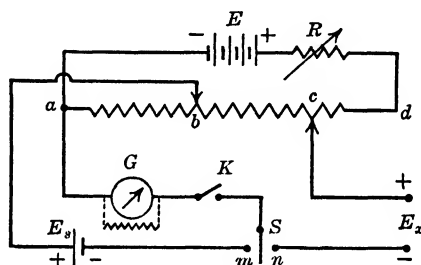 - E + R
a b c d
G K +
E_s S E_x
+ - m n -